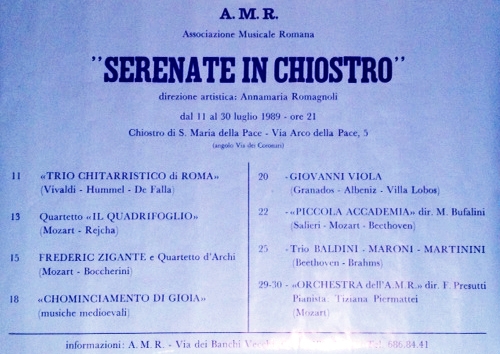 A. M. R.
Associazione Musicale Romana
"SERENATE IN CHIOSTRO"
direzione artistica: Annamaria Romagnoli
dal 11 al 30 luglio 1989 - ore 21
Chiostro di S. Maria della Pace - Via Arco della Pace, 5
(angolo Via dei Coronari)
11 «TRIO CHITARRISTICO di ROMA»
(Vivaldi - Hummel - De Falla)
13 Quartetto «IL QUADRIFOGLIO»
(Mozart - Rejcha)
15 FREDERIC ZIGANTE e Quartetto d'Archi
(Mozart - Boccherini)
18 «CHOMINCIAMENTO DI GIOIA»
(musiche medioevali)
20 - GIOVANNI VIOLA
(Granados - Albeniz - Villa Lobos)
22 - «PICCOLA ACCADEMIA» dir. M. Bufalini
(Salieri - Mozart - Beethoven)
25 - Trio BALDINI - MARONI - MARTININI
(Beethoven - Brahms)
29-30 - «ORCHESTRA dell'A.M.R.» dir. F. Presutti
Pianista. Tiziana Piermattei
(Mozart)
informazioni: A. M. R. - Via dei Banchi Tel. 686.84.41